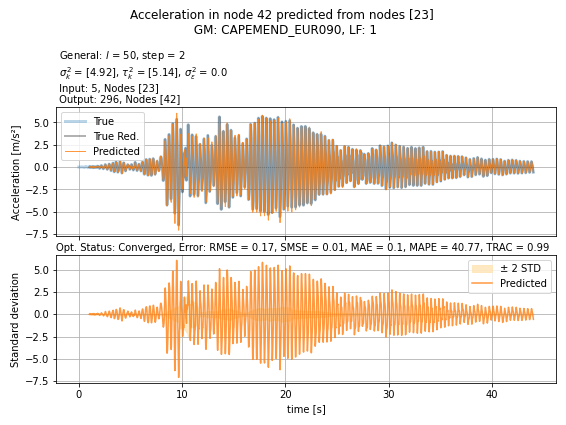 Acceleration in node 42 predicted from nodes [23]
GM: CAPEMEND_EUR090, LF: 1
General: l = 50, step = 2
σ²ₖ = [4.92], τ²ₖ = [5.14], σ²ₑ = 0.0
Input: 5, Nodes [23]
Output: 296, Nodes [42]
Acceleration [m/s²]
5.0
2.5
0.0
−2.5
−5.0
−7.5
True
True Red.
Predicted
Opt. Status: Converged, Error: RMSE = 0.17, SMSE = 0.01, MAE = 0.1, MAPE = 40.77, TRAC = 0.99
Standard deviation
5.0
2.5
0.0
−2.5
−5.0
−7.5
± 2 STD
Predicted
0
10
20
30
40
time [s]